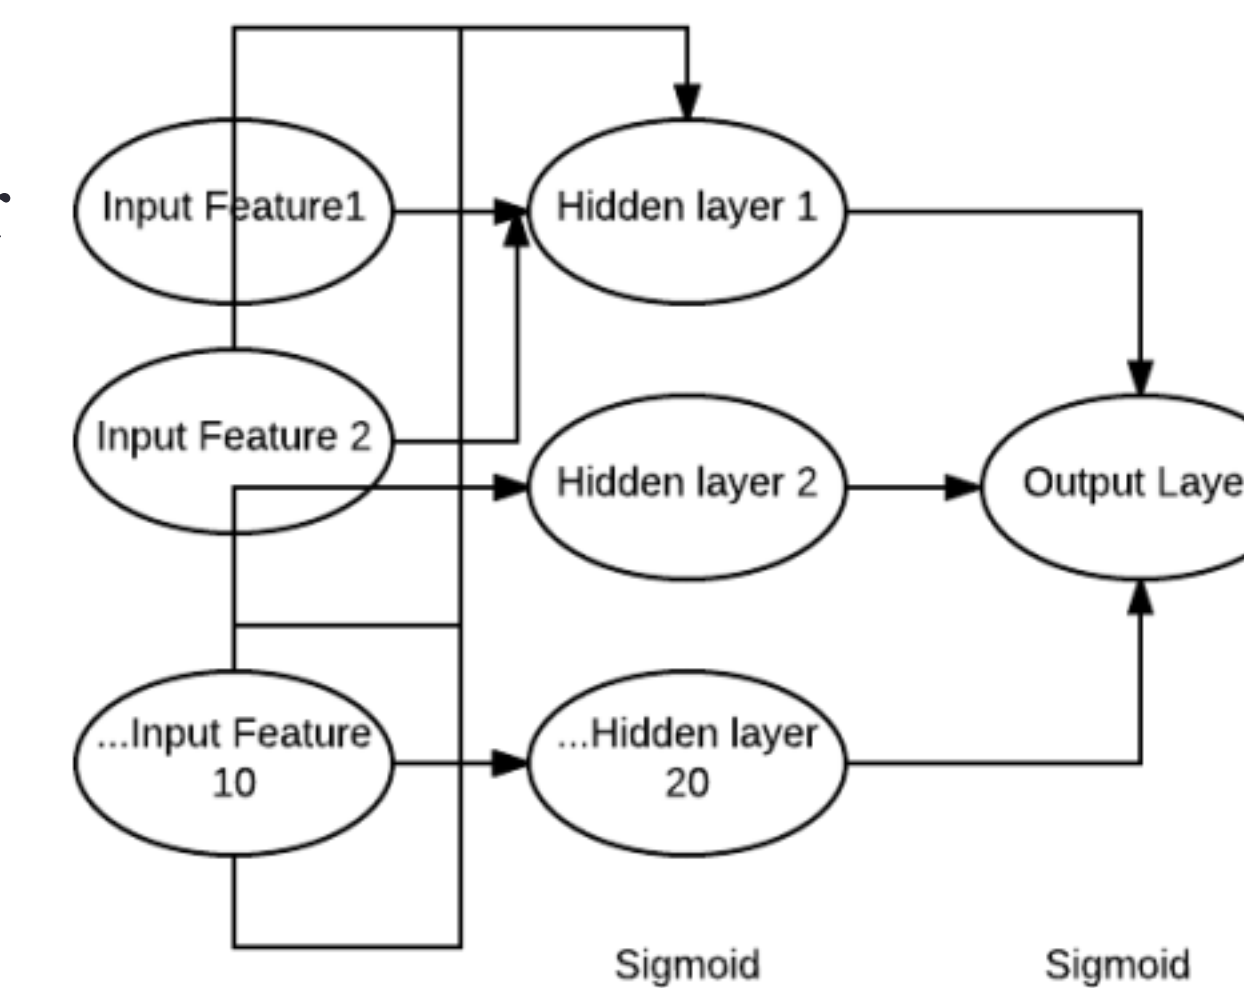 Input Feature1
Hidden layer 1
Input Feature 2
Hidden layer 2
Output Laye
...Input Feature
10
...Hidden layer
20
Sigmoid
Sigmoid